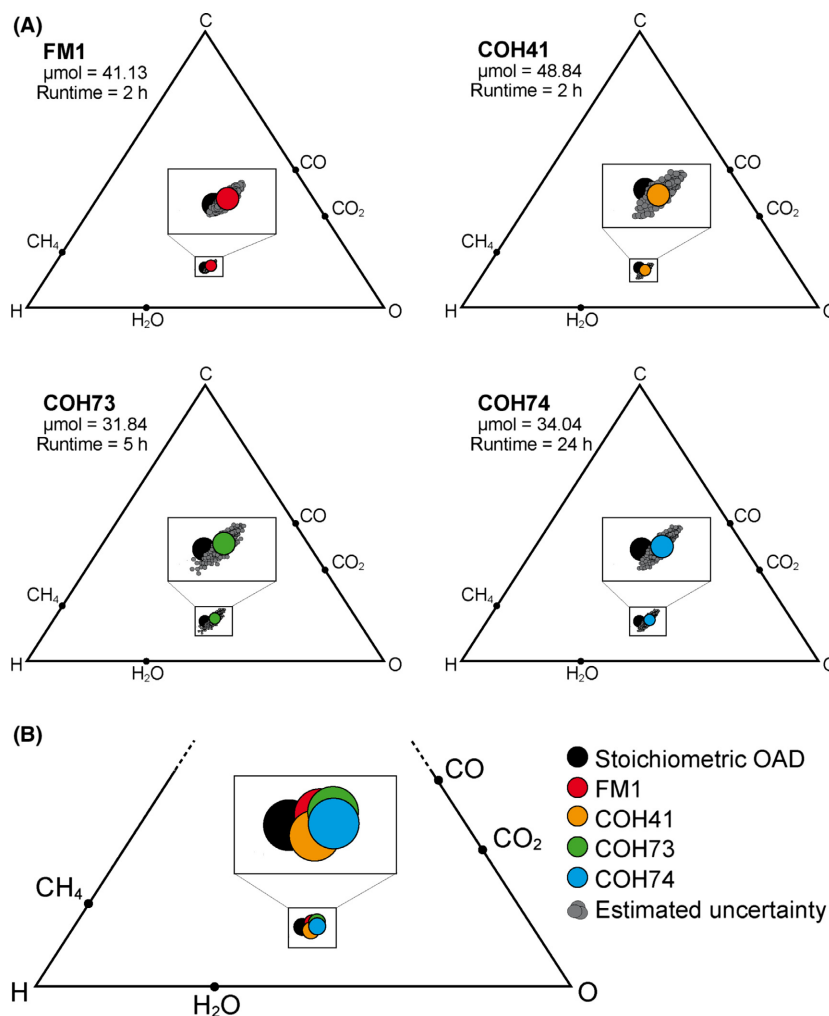 (A)
FM1
µmol = 41.13
Runtime = 2 h
C
CO
CO₂
CH₄
H
H₂O
O
COH41
µmol = 48.84
Runtime = 2 h
C
CO
CO₂
CH₄
H
H₂O
O
COH73
µmol = 31.84
Runtime = 5 h
C
CO
CO₂
CH₄
H
H₂O
O
COH74
µmol = 34.04
Runtime = 24 h
C
CO
CO₂
CH₄
H
H₂O
O
(B)
CO
CO₂
CH₄
H
H₂O
O
Stoichiometric OAD
FM1
COH41
COH73
COH74
Estimated uncertainty